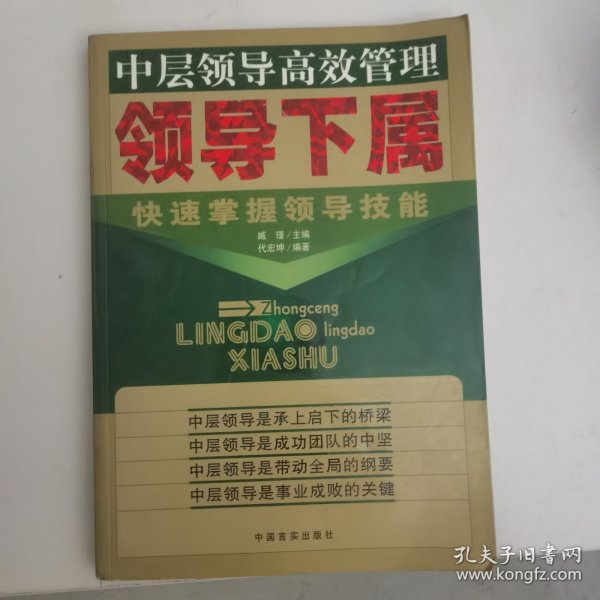 中层领导高效管理
领导下属
快速掌握领导技能
臧瑾/主编
代宏坤/编著
Zhongceng
LINGDAO lingdao
XIASHU
中层领导是承上启下的桥梁
中层领导是成功团队的中坚
中层领导是带动全局的纲要
中层领导是事业成败的关键
中国言实出版社
孔夫子旧书网
www.kongfz.com